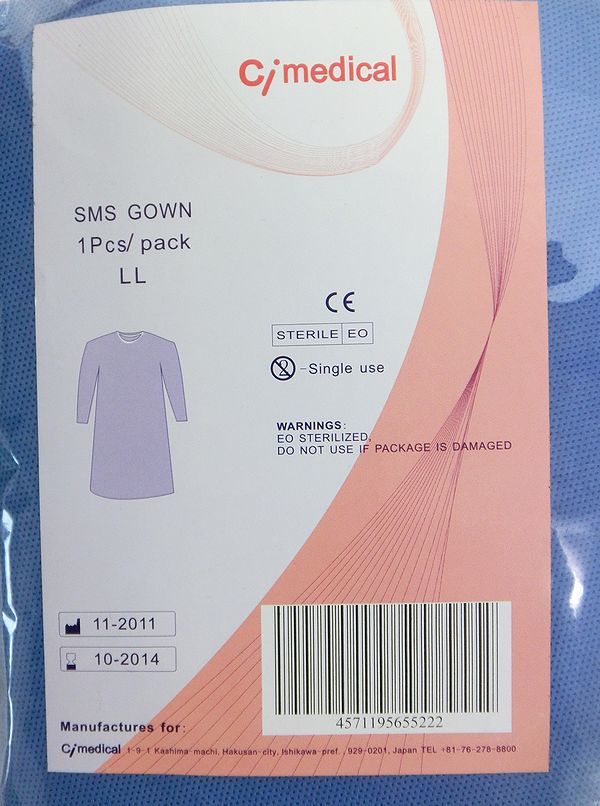 Ci medical
SMS GOWN
1Pcs/ pack
LL
CE
STERILE EO
2 -Single use
WARNINGS:
EO STERILIZED,
DO NOT USE IF PACKAGE IS DAMAGED
11-2011
10-2014
4571195655222
Manufactures for:
Ci medical 1-9-1 Kashima-machi, Hakusan-city, Ishikawa-pref., 929-0201, Japan TEL +81-76-278-8800